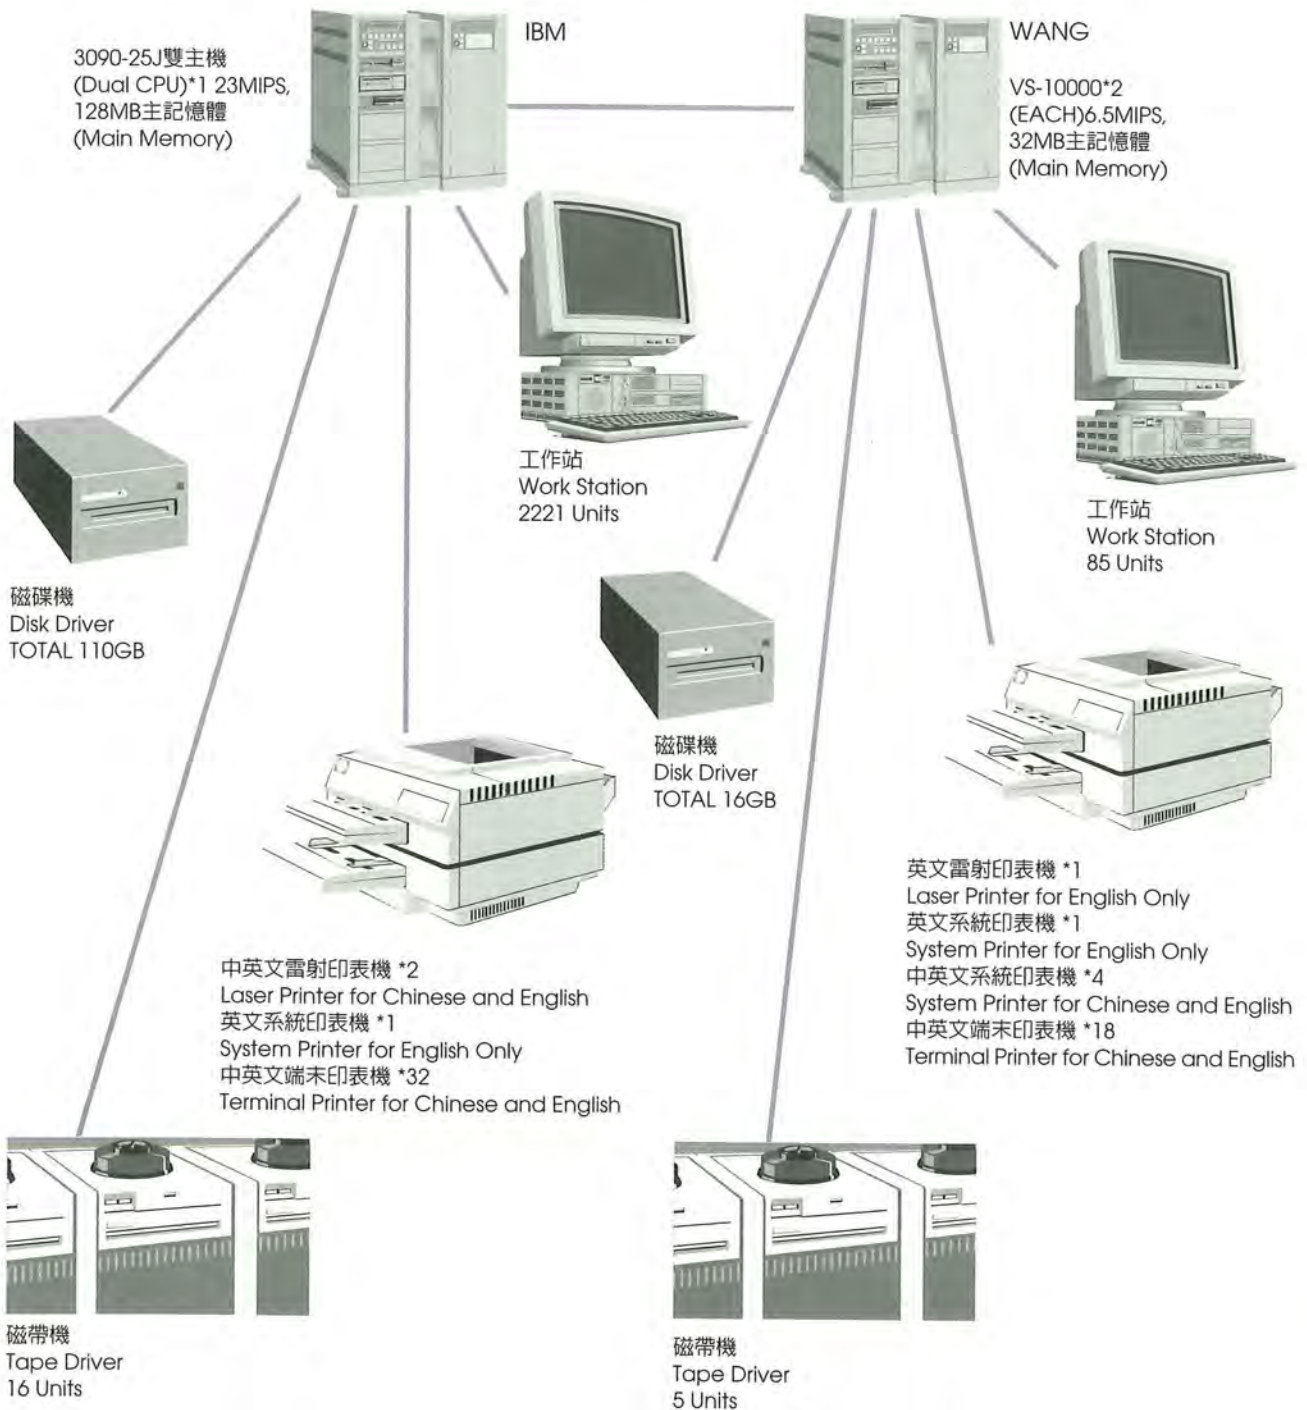 IBM
3090-25J雙主機
(Dual CPU)*1 23MIPS,
128MB主記憶體
(Main Memory)
WANG
VS-10000*2
(EACH)6.5MIPS,
32MB主記憶體
(Main Memory)
工作站
Work Station
2221 Units
工作站
Work Station
85 Units
磁碟機
Disk Driver
TOTAL 110GB
磁碟機
Disk Driver
TOTAL 16GB
中英文雷射印表機 *2
Laser Printer for Chinese and English
英文系統印表機 *1
System Printer for English Only
中英文端末印表機 *32
Terminal Printer for Chinese and English
英文雷射印表機 *1
Laser Printer for English Only
英文系統印表機 *1
System Printer for English Only
中英文系統印表機 *4
System Printer for Chinese and English
中英文端末印表機 *18
Terminal Printer for Chinese and English
磁帶機
Tape Driver
16 Units
磁帶機
Tape Driver
5 Units